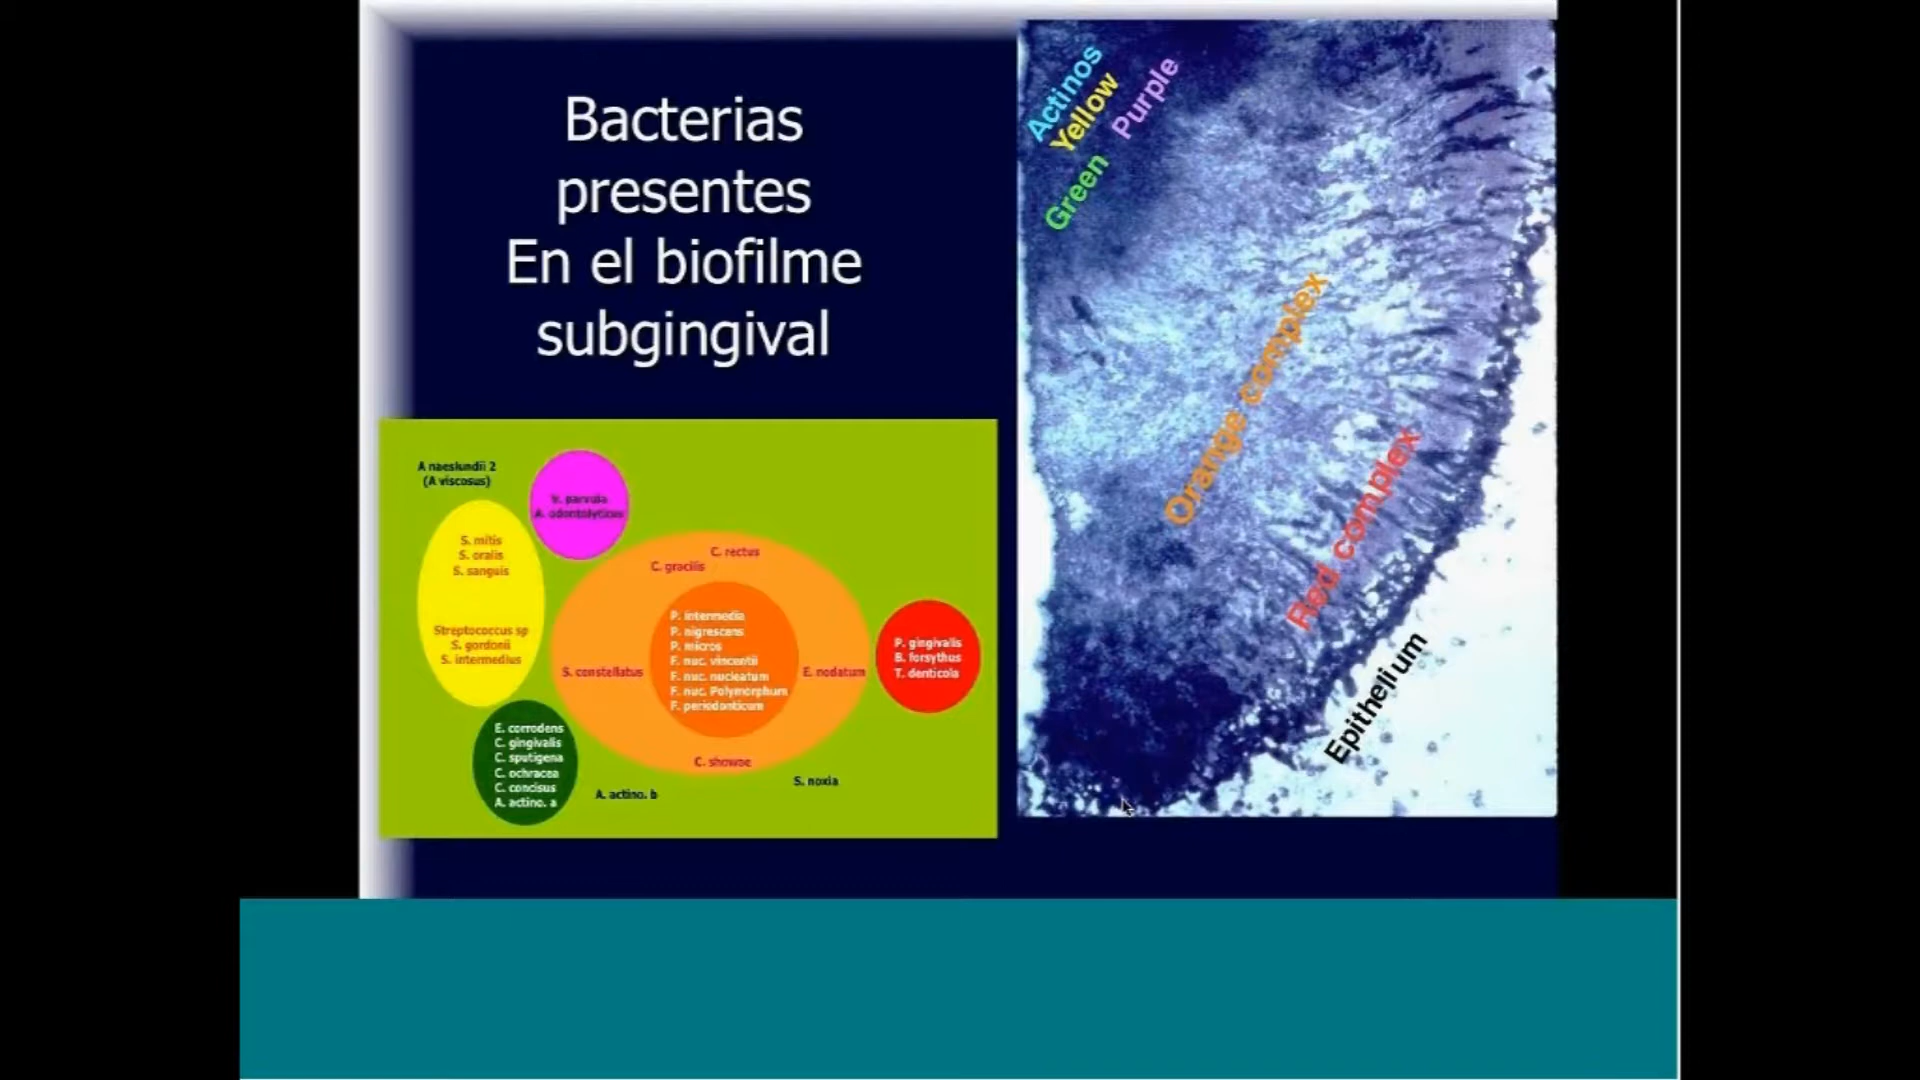 Bacterias
presentes
En el biofilme
subgingival
A naeslundii 2
(A viscosus)
V. parvula
A. odontolyticus
S. mitis
S. oralis
S. sanguis
Streptococcus sp
S. gordonii
S. intermedius
C. rectus
C. gracilis
P. intermedia
P. nigrescens
P. micros
F. nuc. vincentii
F. nuc. nucleatum
F. nuc. Polymorphum
F. periodonticum
S. constellatus
E. nodatum
C. showae
P. gingivalis
B. forsythus
T. denticola
E. corrodens
C. gingivalis
C. sputigena
C. ochracea
C. concisus
A. actino. a
A. actino. b
S. noxia
Actinos
Yellow
Purple
Green
Orange complex
Red complex
Epithelium